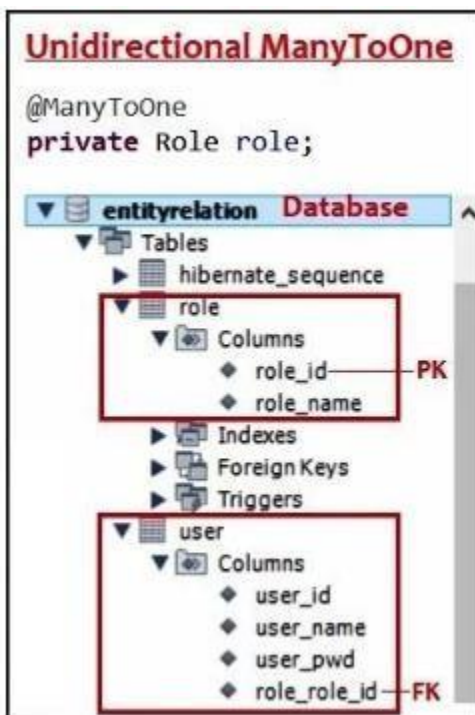 Unidirectional ManyToOne
@ManyToOne
private Role role;
entityrelation Database
Tables
hibernate_sequence
role
Columns
role_id PK
role_name
Indexes
Foreign Keys
Triggers
user
Columns
user_id
user_name
user_pwd
role_role_id FK